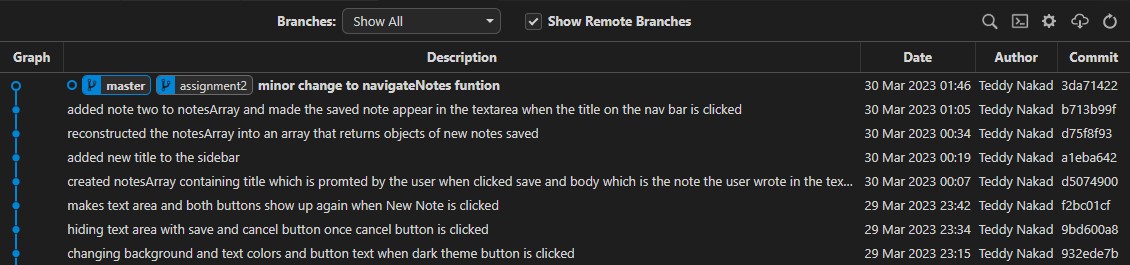 Branches: Show All Show Remote Branches
Graph Description Date Author Commit
master assignment2 minor change to navigateNotes funtion 30 Mar 2023 01:46 Teddy Nakad 3da71422
added note two to notesArray and made the saved note appear in the textarea when the title on the nav bar is clicked 30 Mar 2023 01:05 Teddy Nakad b713b99f
reconstructed the notesArray into an array that returns objects of new notes saved 30 Mar 2023 00:34 Teddy Nakad d75f8f93
added new title to the sidebar 30 Mar 2023 00:19 Teddy Nakad a1eba642
created notesArray containing title which is promted by the user when clicked save and body which is the note the user wrote in the tex... 30 Mar 2023 00:07 Teddy Nakad d5074900
makes text area and both buttons show up again when New Note is clicked 29 Mar 2023 23:42 Teddy Nakad f2bc01cf
hiding text area with save and cancel button once cancel button is clicked 29 Mar 2023 23:34 Teddy Nakad 9bd600a8
changing background and text colors and button text when dark theme button is clicked 29 Mar 2023 23:15 Teddy Nakad 932ede7b